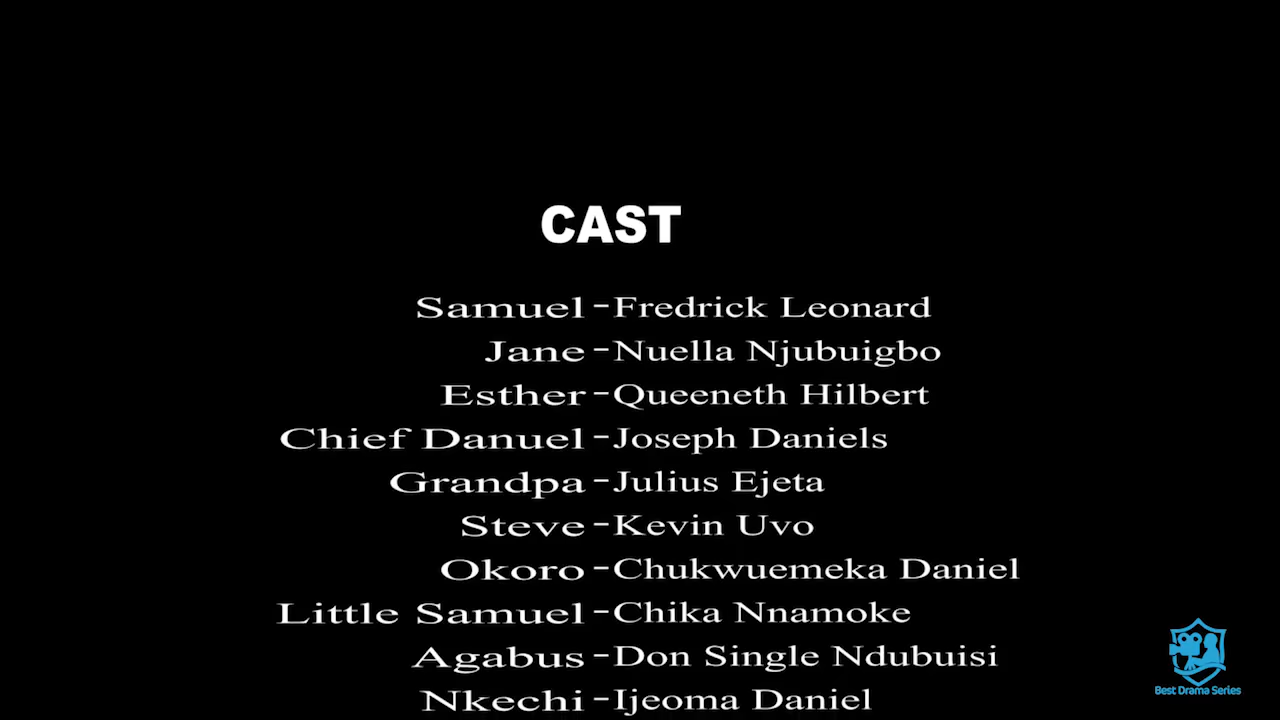 CAST
Samuel - Fredrick Leonard
Jane - Nuella Njubuigbo
Esther - Queeneth Hilbert
Chief Danuel - Joseph Daniels
Grandpa - Julius Ejeta
Steve - Kevin Uvo
Okoro - Chukwuemeka Daniel
Little Samuel - Chika Nnamoke
Agabus - Don Single Ndubuisi
Nkechi - Ijeoma Daniel
Best Drama Series